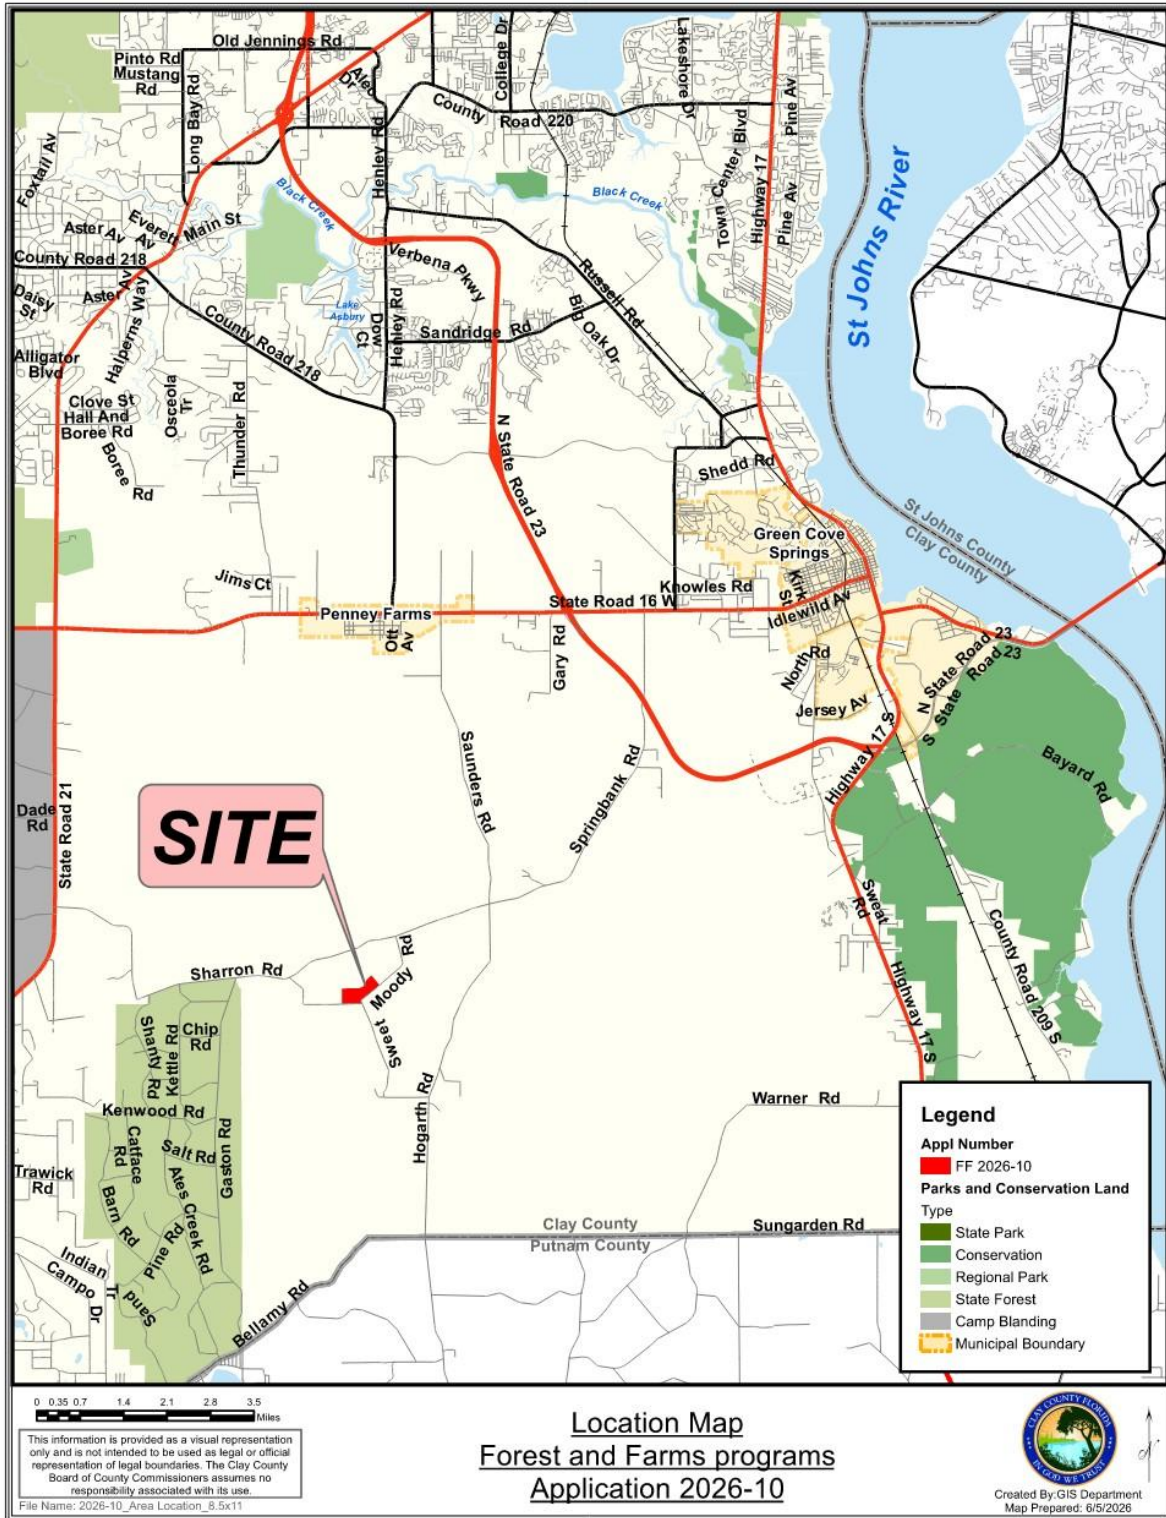 Old Jennings Rd
Pinto Rd
Mustang
Rd
Long Bay Rd
Alec
Dr
College Dr
Lakeshore Dr
County
Road 220
Pine Av
Town Center Blvd
Highway 17
Pine Av
Foxtail Av
Henley Rd
Black Creek
Black Creek
St Johns River
Everett
Av
Main St
Aster Av
County Road 218
Aster Av
Daisy
St
Halperns Way
Verbena Pkwy
Russell Rd
Big Oak Dr
Lake
Asbury
Dow
Ct
Henley Rd
Sandridge Rd
County Road 218
Alligator
Blvd
Clove St
Hall And
Boree Rd
Osceola
Tr
Thunder Rd
Boree
Rd
N State Road 23
Shedd Rd
Green Cove
Springs
St Johns County
Clay County
Jims Ct
Penney Farms
Ott
Av
State Road 16 W
Knowles Rd
Kirk
St
Idlewild Av
Gary Rd
North Rd
Jersey Av
N State Road 23
S State Road 23
Highway 17 S
Bayard Rd
Saunders Rd
Springbank Rd
Dade
Rd
State Road 21
SITE
Sweat
Rd
County Road 209 S
Highway 17 S
Sharron Rd
Moody Rd
Sweet
Shanty Rd
Kettle Rd
Chip
Rd
Kenwood Rd
Catface
Rd
Salt Rd
Gaston Rd
Hogarth Rd
Warner Rd
Trawick
Rd
Barn Rd
Ates Creek Rd
Pine Rd
Sand
Indian
Tr
Campo Dr
Bellamy Rd
Clay County
Putnam County
Sungarden Rd
Legend
Appl Number
FF 2026-10
Parks and Conservation Land
Type
State Park
Conservation
Regional Park
State Forest
Camp Blanding
Municipal Boundary
0 0.35 0.7 1.4 2.1 2.8 3.5
Miles
This information is provided as a visual representation
only and is not intended to be used as legal or official
representation of legal boundaries. The Clay County
Board of County Commissioners assumes no
responsibility associated with its use.
File Name: 2026-10_Area Location_8.5x11
Location Map
Forest and Farms programs
Application 2026-10
CLAY COUNTY FLORIDA
IN GOD WE TRUST
N
Created By:GIS Department
Map Prepared: 6/5/2026